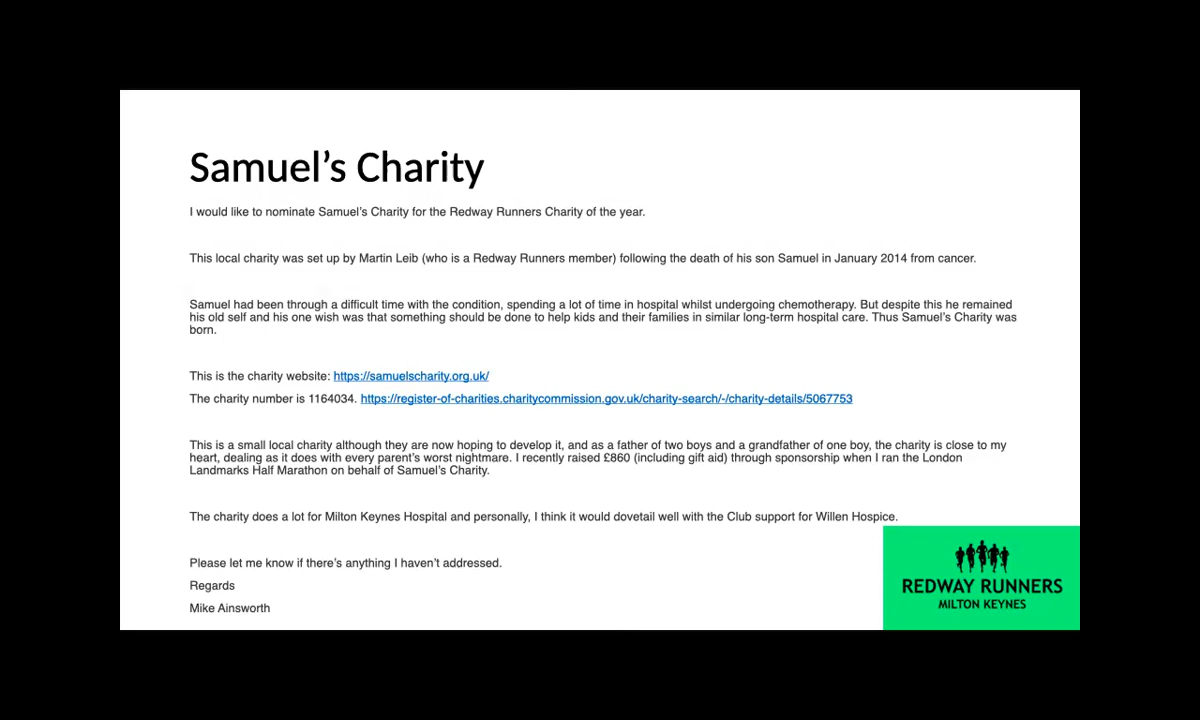 Samuel’s Charity
I would like to nominate Samuel’s Charity for the Redway Runners Charity of the year.
This local charity was set up by Martin Leib (who is a Redway Runners member) following the death of his son Samuel in January 2014 from cancer.
Samuel had been through a difficult time with the condition, spending a lot of time in hospital whilst undergoing chemotherapy. But despite this he remained
his old self and his one wish was that something should be done to help kids and their families in similar long-term hospital care. Thus Samuel’s Charity was
born.
This is the charity website: https://samuelscharity.org.uk/
The charity number is 1164034. https://register-of-charities.charitycommission.gov.uk/charity-search/-/charity-details/5067753
This is a small local charity although they are now hoping to develop it, and as a father of two boys and a grandfather of one boy, the charity is close to my
heart, dealing as it does with every parent’s worst nightmare. I recently raised £860 (including gift aid) through sponsorship when I ran the London
Landmarks Half Marathon on behalf of Samuel’s Charity.
The charity does a lot for Milton Keynes Hospital and personally, I think it would dovetail well with the Club support for Willen Hospice.
Please let me know if there’s anything I haven’t addressed.
Regards
Mike Ainsworth
REDWAY RUNNERS
MILTON KEYNES